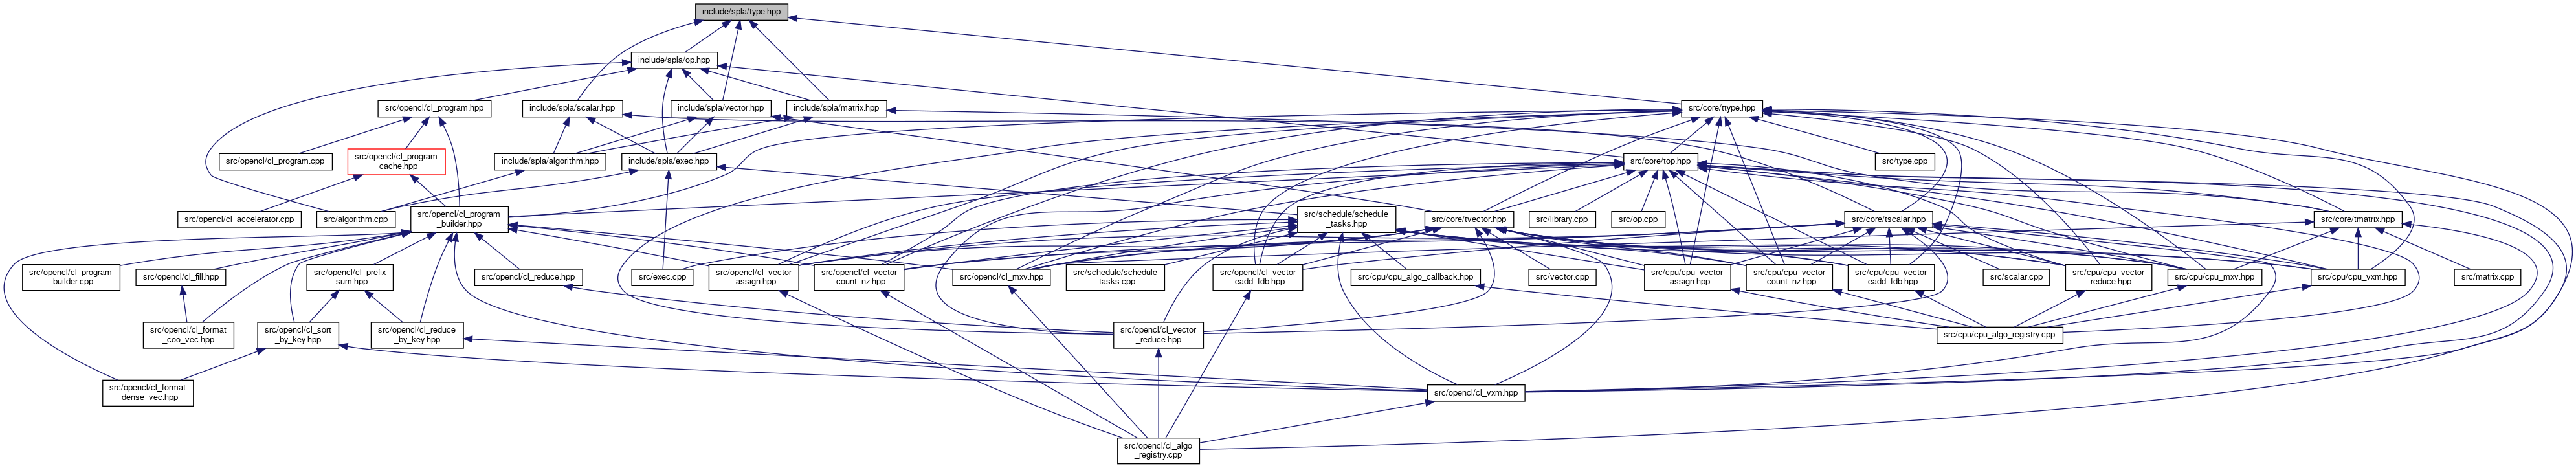 include/spla/type.hpp
include/spla/op.hpp
src/opencl/cl_program.hpp
include/spla/scalar.hpp
include/spla/vector.hpp
include/spla/matrix.hpp
src/core/ttype.hpp
src/opencl/cl_program.cpp
src/opencl/cl_program
_cache.hpp
include/spla/algorithm.hpp
include/spla/exec.hpp
src/core/top.hpp
src/type.cpp
src/opencl/cl_accelerator.cpp
src/algorithm.cpp
src/opencl/cl_program
_builder.hpp
src/schedule/schedule
_tasks.hpp
src/core/tvector.hpp
src/library.cpp
src/op.cpp
src/core/tscalar.hpp
src/core/tmatrix.hpp
src/opencl/cl_program
_builder.cpp
src/opencl/cl_fill.hpp
src/opencl/cl_prefix
_sum.hpp
src/opencl/cl_reduce.hpp
src/exec.cpp
src/opencl/cl_vector
_assign.hpp
src/opencl/cl_vector
_count_nz.hpp
src/opencl/cl_mxv.hpp
src/schedule/schedule
_tasks.cpp
src/opencl/cl_vector
_eadd_fdb.hpp
src/cpu/cpu_algo_callback.hpp
src/vector.cpp
src/cpu/cpu_vector
_assign.hpp
src/cpu/cpu_vector
_count_nz.hpp
src/cpu/cpu_vector
_eadd_fdb.hpp
src/scalar.cpp
src/cpu/cpu_vector
_reduce.hpp
src/cpu/cpu_mxv.hpp
src/cpu/cpu_vxm.hpp
src/matrix.cpp
src/opencl/cl_format
_coo_vec.hpp
src/opencl/cl_sort
_by_key.hpp
src/opencl/cl_reduce
_by_key.hpp
src/opencl/cl_vector
_reduce.hpp
src/cpu/cpu_algo_registry.cpp
src/opencl/cl_format
_dense_vec.hpp
src/opencl/cl_vxm.hpp
src/opencl/cl_algo
_registry.cpp